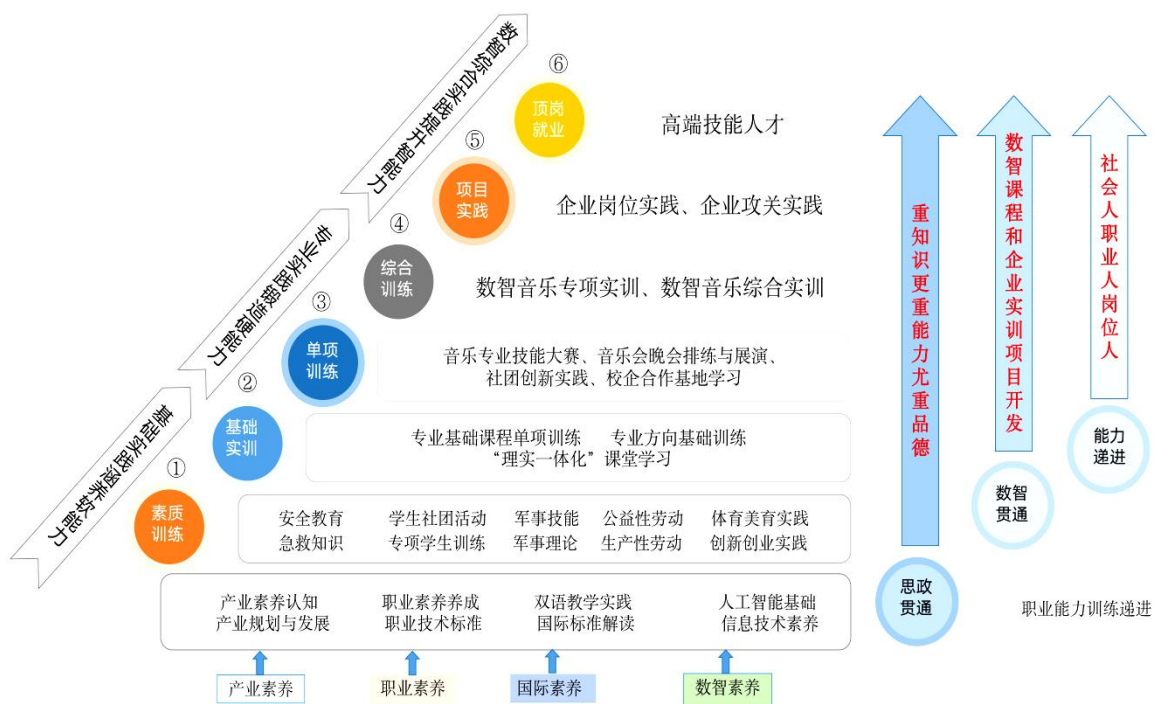 数智综合实践提升智能力
专业实践锻造硬能力
基础实践涵养软能力
⑥
顶岗
就业
高端技能人才
⑤
项目
实践
企业岗位实践、企业攻关实践
④
综合
训练
数智音乐专项实训、数智音乐综合实训
③
单项
训练
音乐专业技能大赛、音乐会晚会排练与展演、
社团创新实践、校企合作基地学习
②
基础
实训
专业基础课程单项训练 专业方向基础训练
“理实一体化”课堂学习
①
素质
训练
安全教育 学生社团活动 军事技能 公益性劳动 体育美育实践
急救知识 专项学生训练 军事理论 生产性劳动 创新创业实践
产业素养认知 职业素养养成 双语教学实践 人工智能基础
产业规划与发展 职业技术标准 国际标准解读 信息技术素养
产业素养 职业素养 国际素养 数智素养
重知识更重能力尤重品德
思政
贯通
数智课程和企业实训项目开发
数智
贯通
社会人职业人岗位人
能力
递进
职业能力训练递进